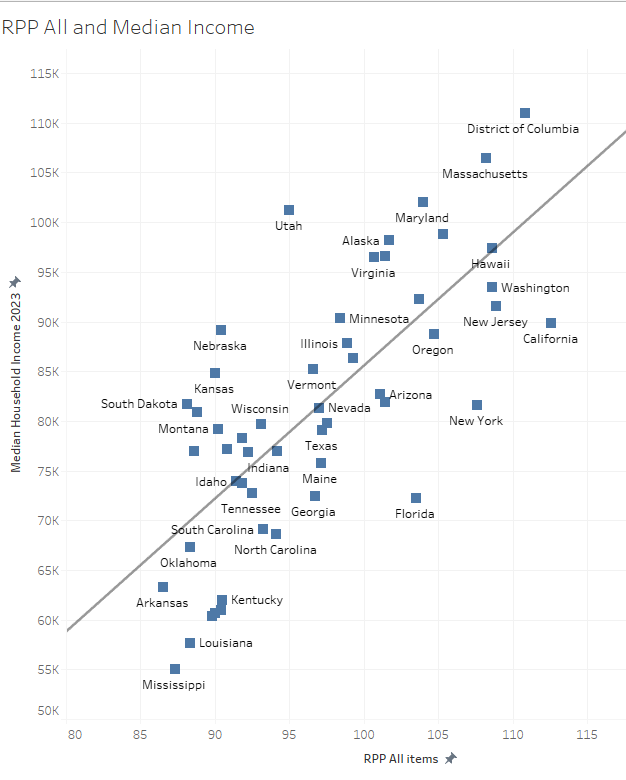 RPP All and Median Income
115K
110K
District of Columbia
105K
Massachusetts
Utah
100K
Maryland
Alaska
Virginia
95K
Hawaii
Washington
Median Household Income 2023
90K
Nebraska
Minnesota
New Jersey
California
Illinois
Oregon
85K
Kansas
Vermont
South Dakota
Wisconsin
Nevada
Arizona
80K
New York
Montana
Texas
75K
Indiana
Idaho
Maine
Tennessee
Georgia
Florida
70K
South Carolina
Oklahoma
North Carolina
65K
Arkansas
Kentucky
60K
Louisiana
55K
Mississippi
50K
80 85 90 95 100 105 110 115
RPP All items